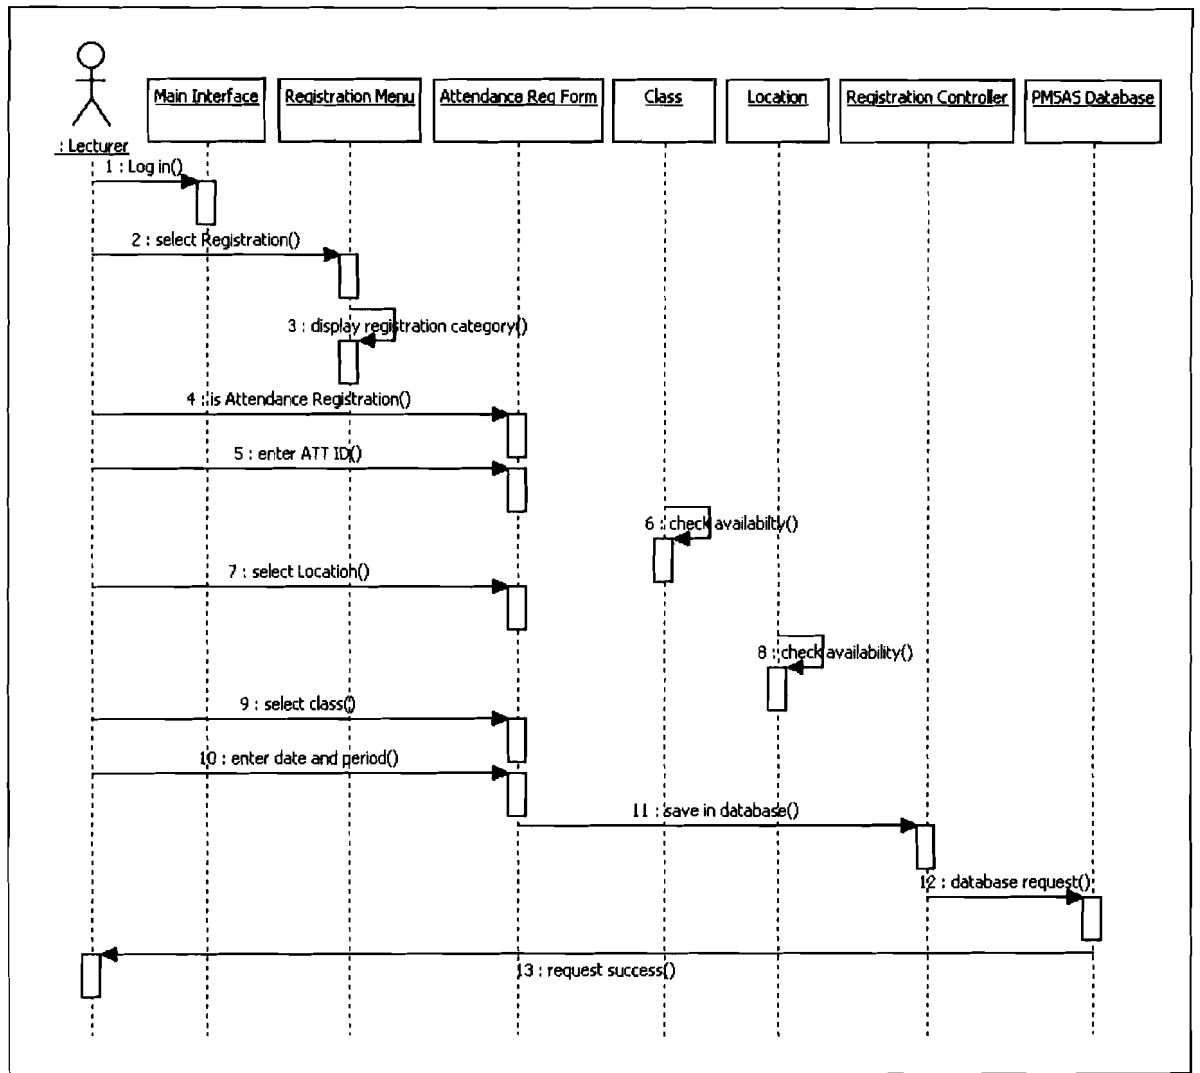 Main Interface
Registration Menu
Attendance Reg Form
Class
Location
Registration Controller
PMSAS Database
: Lecturer
1 : Log in()
2 : select Registration()
3 : display registration category()
4 : is Attendance Registration()
5 : enter ATT ID()
6 : check availabilty()
7 : select Location()
8 : check availability()
9 : select class()
10 : enter date and period()
11 : save in database()
12 : database request()
13 : request success()